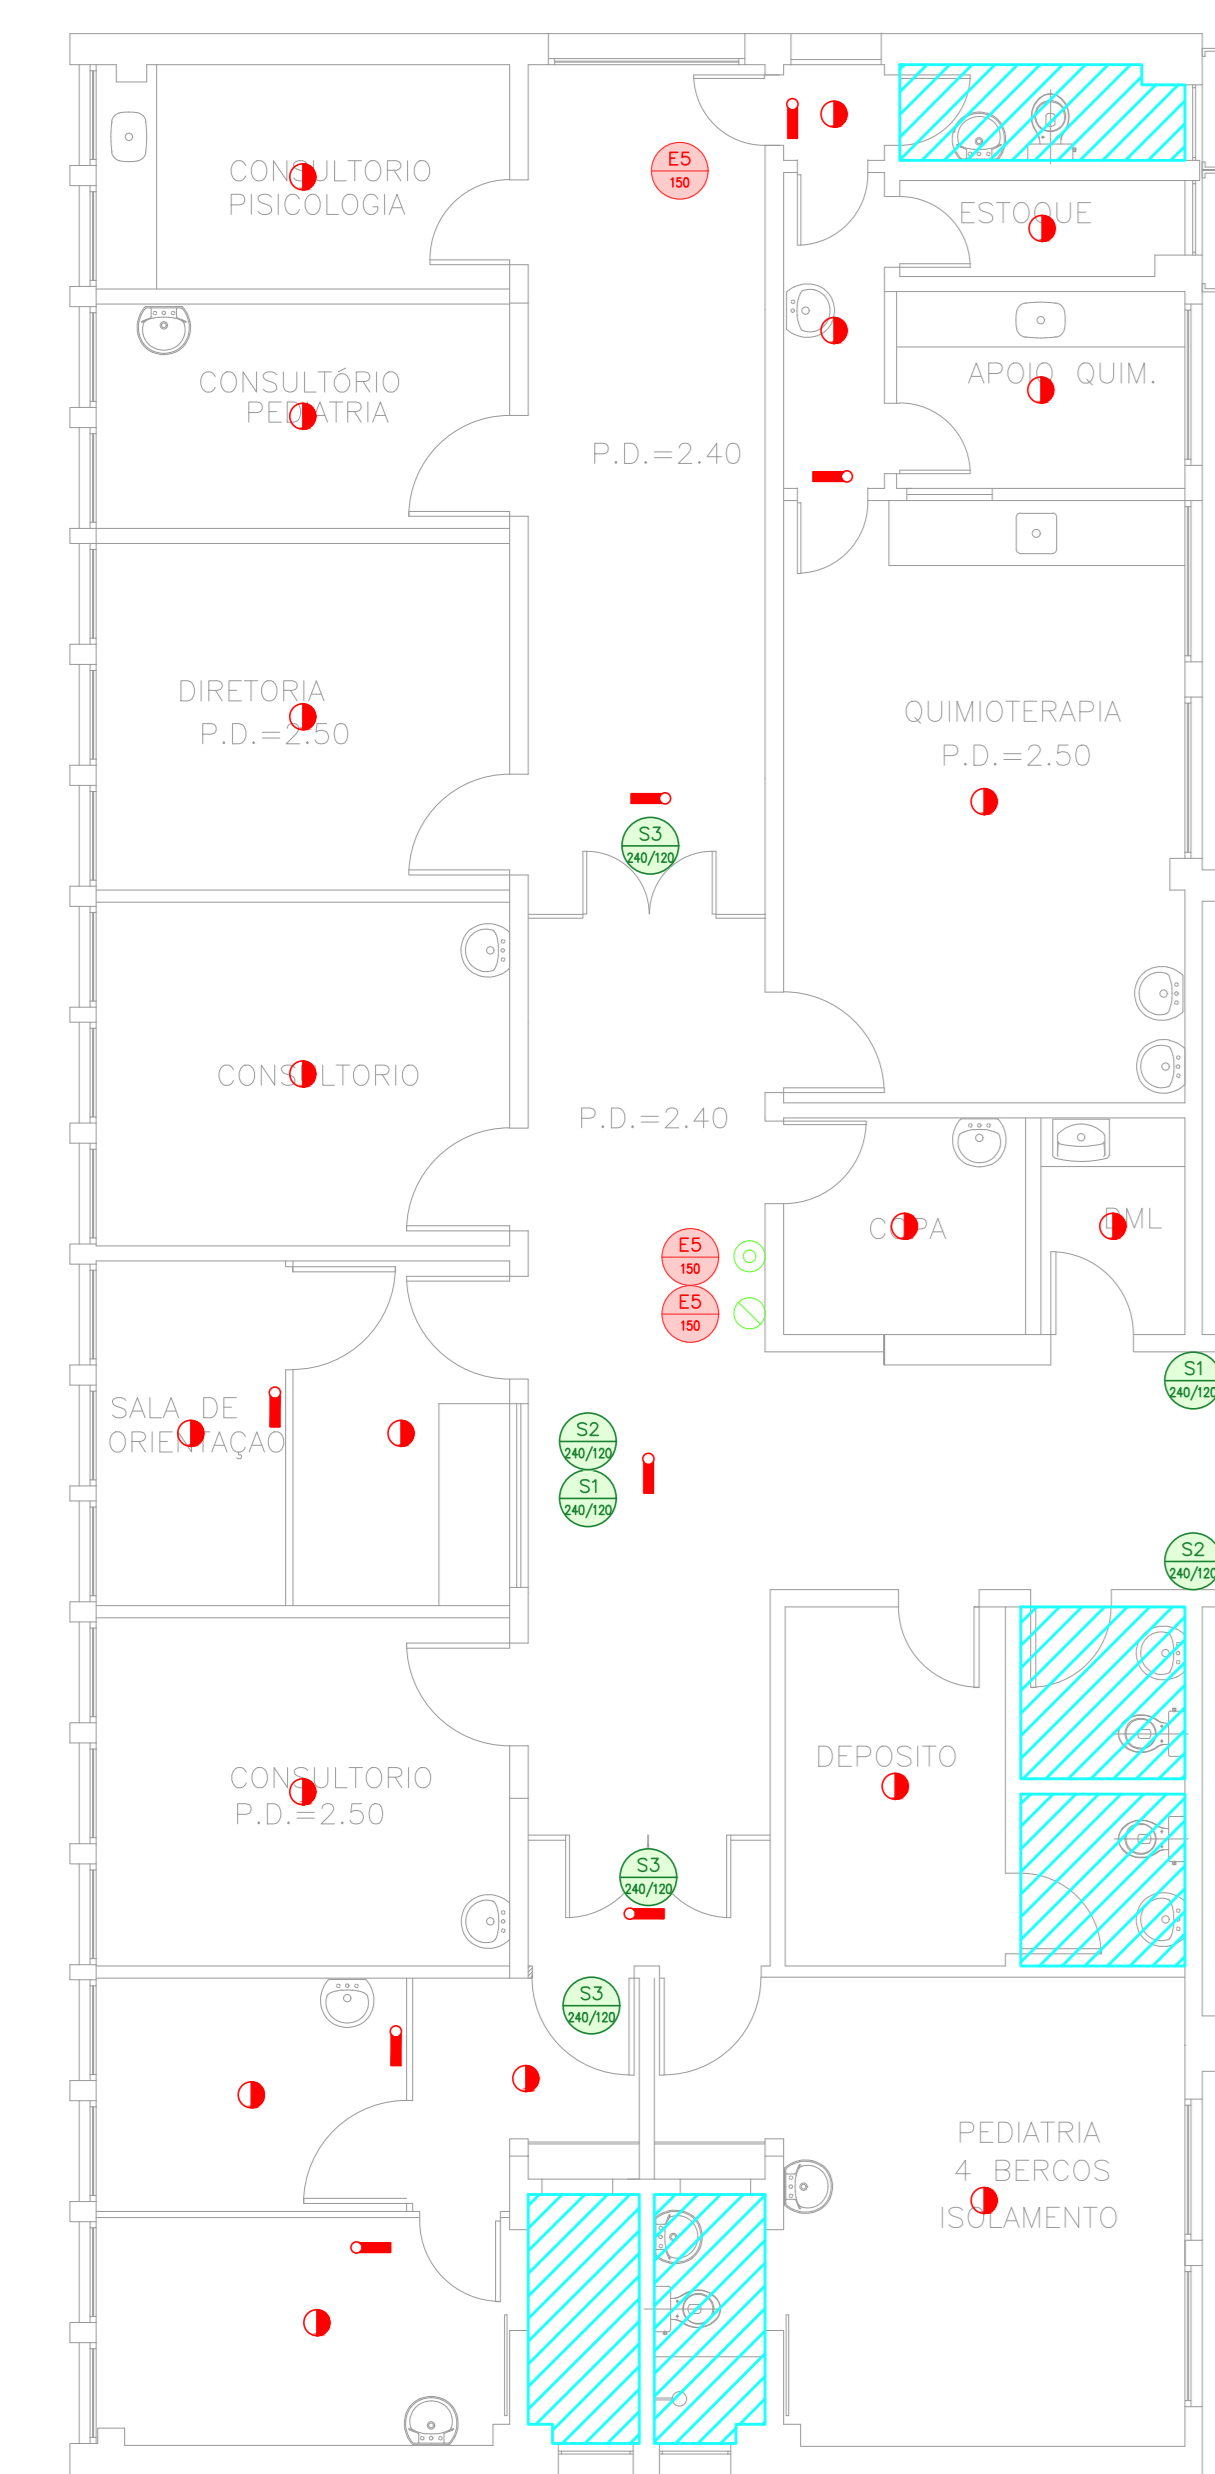 E5
150
CONSULTORIO
PISICOLOGIA
ESTOQUE
CONSULTÓRIO
PEDIATRIA
APOIO QUIM.
P.D.=2.40
DIRETORIA
P.D.=2.50
QUIMIOTERAPIA
P.D.=2.50
S3
240/120
CONSULTORIO
P.D.=2.40
COPA
DML
E5
150
E5
150
S1
240/120
SALA DE
ORIENTAÇAO
S2
240/120
S1
240/120
S2
240/120
DEPOSITO
CONSULTORIO
P.D.=2.50
S3
240/120
S3
240/120
PEDIATRIA
4 BERCOS
ISOLAMENTO